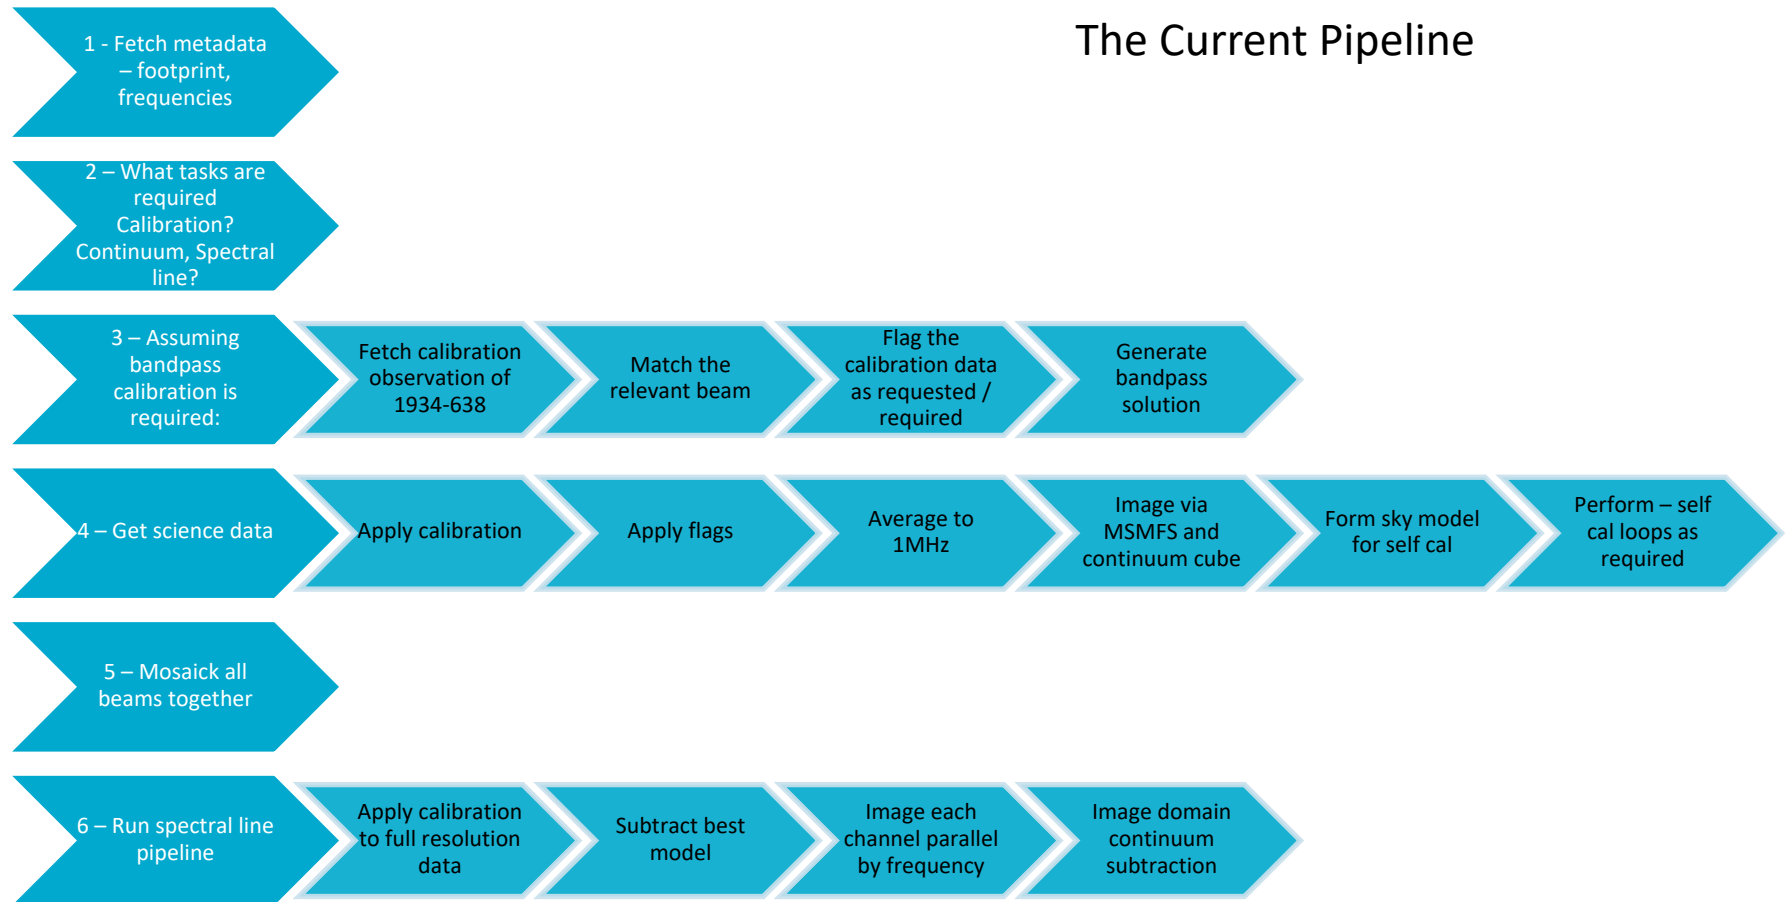 The Current Pipeline
1 - Fetch metadata
– footprint,
frequencies
2 – What tasks are
required
Calibration?
Continuum, Spectral
line?
3 – Assuming
bandpass
calibration is
required:
Fetch calibration
observation of
1934-638
Match the
relevant beam
Flag the
calibration data
as requested /
required
Generate
bandpass
solution
4 – Get science data
Apply calibration
Apply flags
Average to
1MHz
Image via
MSMFS and
continuum cube
Form sky model
for self cal
Perform – self
cal loops as
required
5 – Mosaick all
beams together
6 – Run spectral line
pipeline
Apply calibration
to full resolution
data
Subtract best
model
Image each
channel parallel
by frequency
Image domain
continuum
subtraction